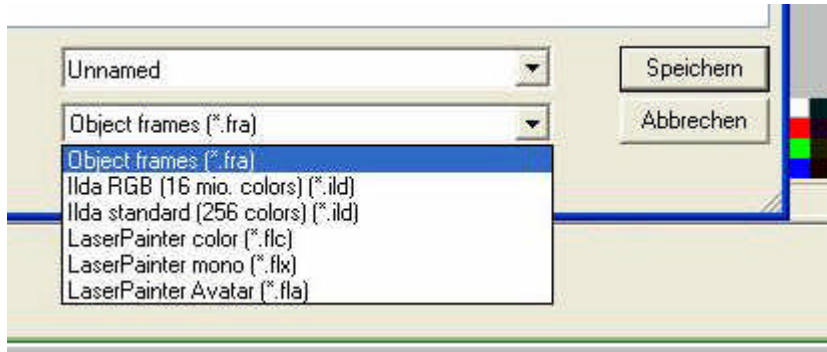 Unnamed
Speichern
Object frames (*.fra)
Abbrechen
Object frames (*.fra)
Ilda RGB (16 mio. colors) (*.ild)
Ilda standard (256 colors) (*.ild)
LaserPainter color (*.flc)
LaserPainter mono (*.flx)
LaserPainter Avatar (*.fla)